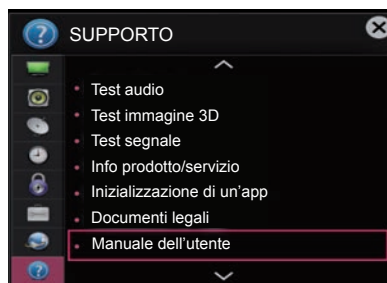 SUPPORTO
Test audio
Test immagine 3D
Test segnale
Info prodotto/servizio
Inizializzazione di un'app
Documenti legali
Manuale dell'utente